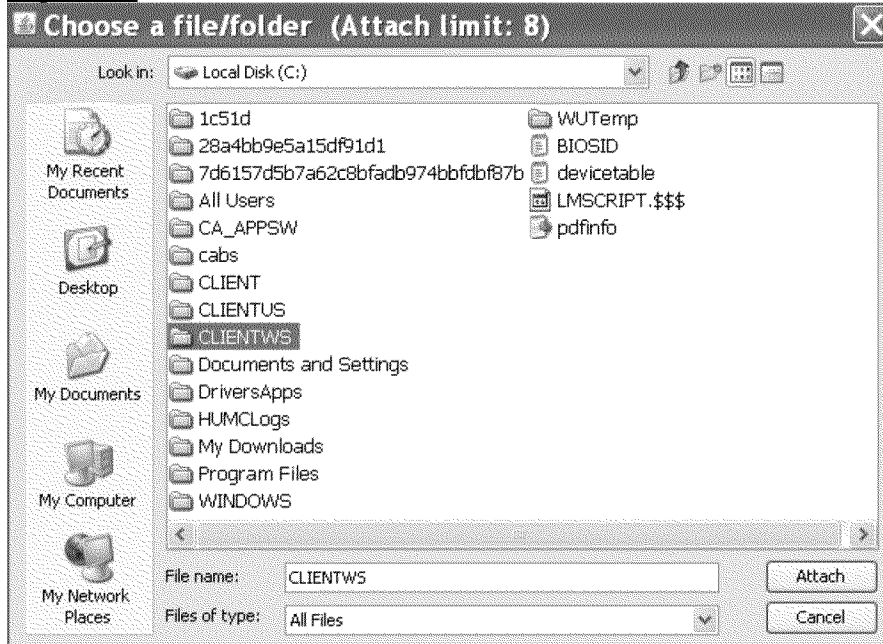 Choose a file/folder (Attach limit: 8)
Look in:
Local Disk (C:)
My Recent
Documents
Desktop
My Documents
My Computer
My Network
Places
1c51d
28a4bb9e5a15df91d1
7d6157d5b7a62c8bfadb974bbfdbf87b
All Users
CA_APPSW
cabs
CLIENT
CLIENTUS
CLIENTWS
Documents and Settings
DriversApps
HUMCLogs
My Downloads
Program Files
WINDOWS
WUTemp
BIOSID
devicetable
LMSCRIPT.$$$
pdfinfo
File name:
CLIENTWS
Attach
Files of type:
All Files
Cancel